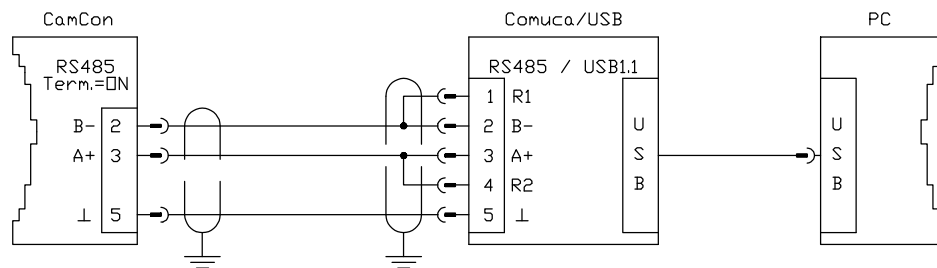 CamCon Comuca/USB PC
RS485 RS485 / USB1.1
Term.=ON
1 R1
B- 2 2 B- U U
A+ 3 3 A+ S S
4 R2 B B
⊥ 5 5 ⊥